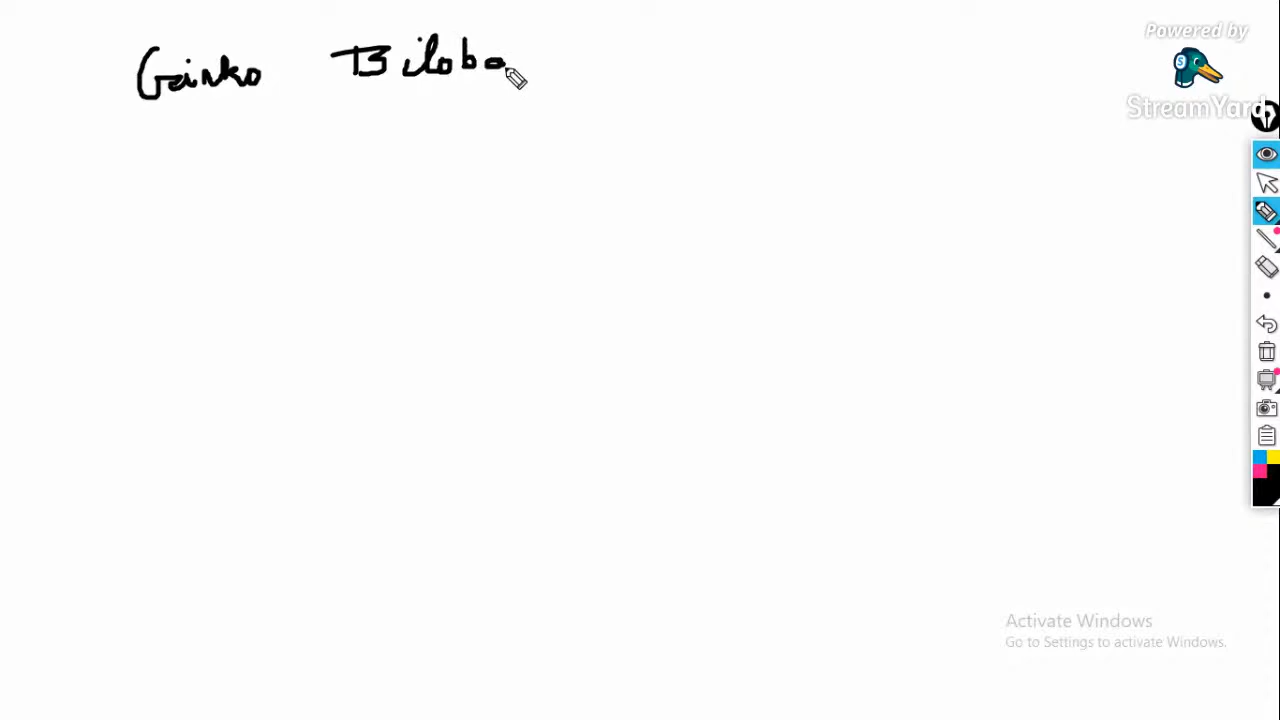 Ginko Biloba
Powered by
StreamYard
Activate Windows
Go to Settings to activate Windows.